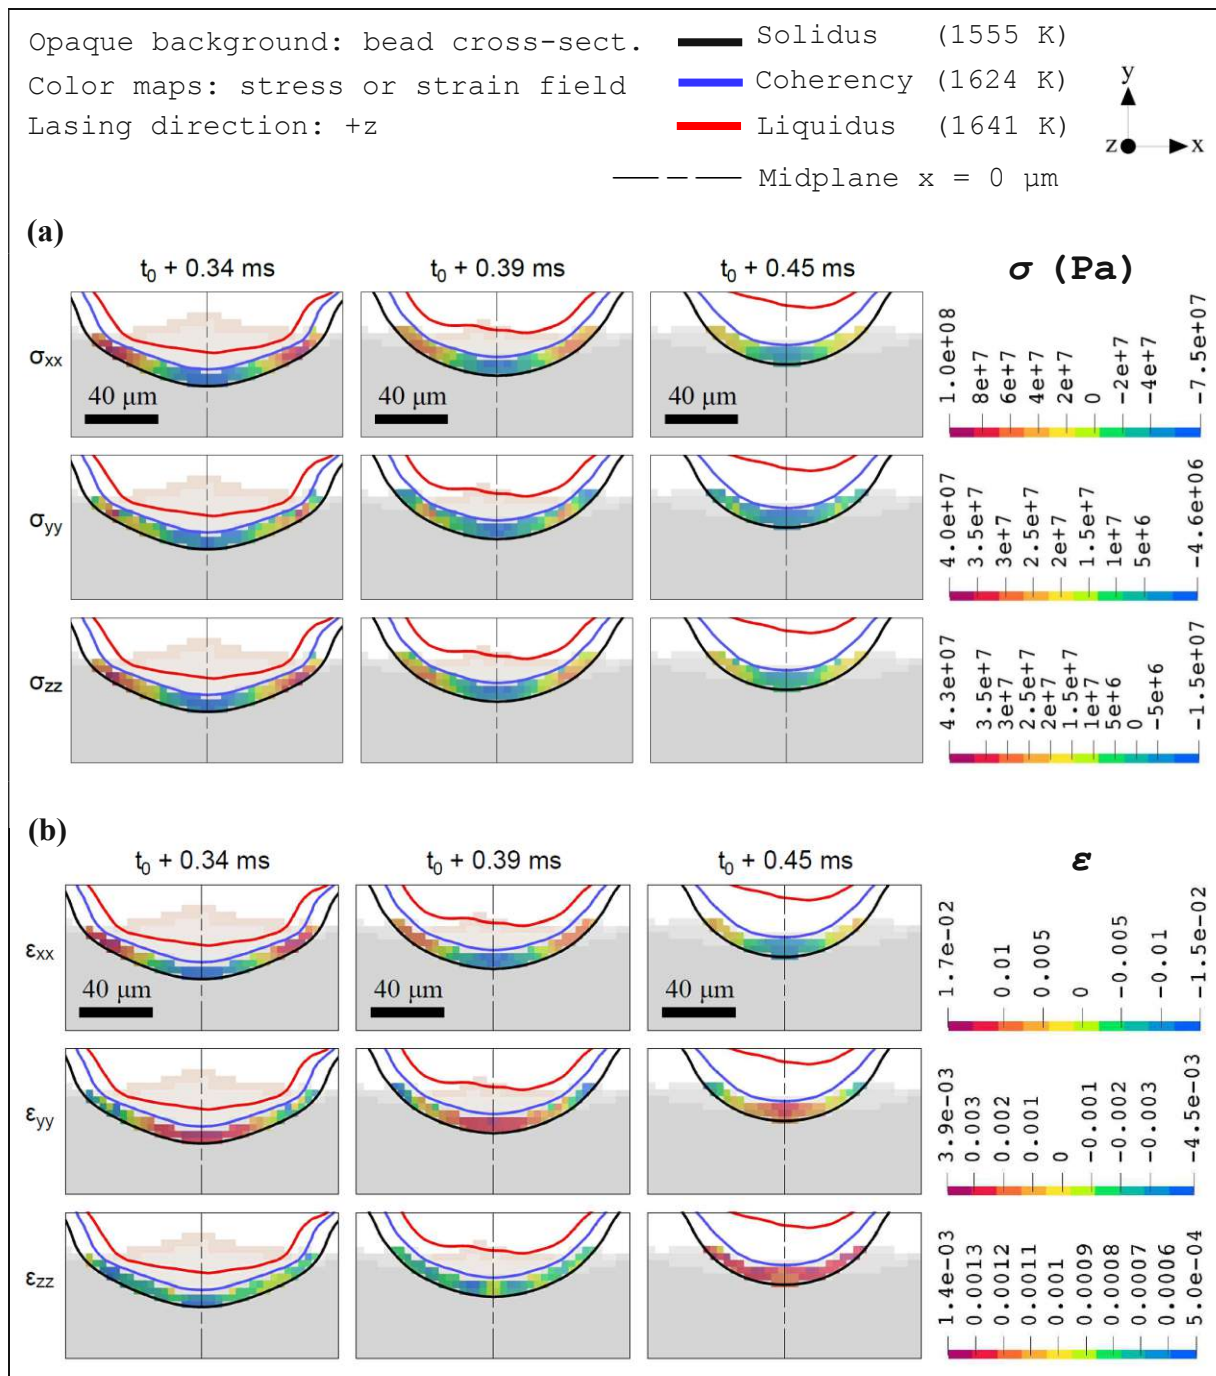 Opaque background: bead cross-sect.
Color maps: stress or strain field
Lasing direction: +z
Solidus (1555 K)
Coherency (1624 K)
Liquidus (1641 K)
Midplane x = 0 μm
y
z
x
(a)
t0 + 0.34 ms
t0 + 0.39 ms
t0 + 0.45 ms
σ (Pa)
σxx
40 μm
40 μm
40 μm
1.0e+08
8e+7
6e+7
4e+7
2e+7
0
-2e+7
-4e+7
-7.5e+07
σyy
4.0e+07
3.5e+7
3e+7
2.5e+7
2e+7
1.5e+7
1e+7
5e+6
-4.6e+06
σzz
4.3e+07
3.5e+7
3e+7
2.5e+7
2e+7
1.5e+7
1e+7
5e+6
0
-5e+6
-1.5e+07
(b)
t0 + 0.34 ms
t0 + 0.39 ms
t0 + 0.45 ms
ε
εxx
40 μm
40 μm
40 μm
1.7e-02
0.01
0.005
0
-0.005
-0.01
-1.5e-02
εyy
3.9e-03
0.003
0.002
0.001
0
-0.001
-0.002
-0.003
-4.5e-03
εzz
1.4e-03
0.0013
0.0012
0.0011
0.001
0.0009
0.0008
0.0007
0.0006
5.0e-04